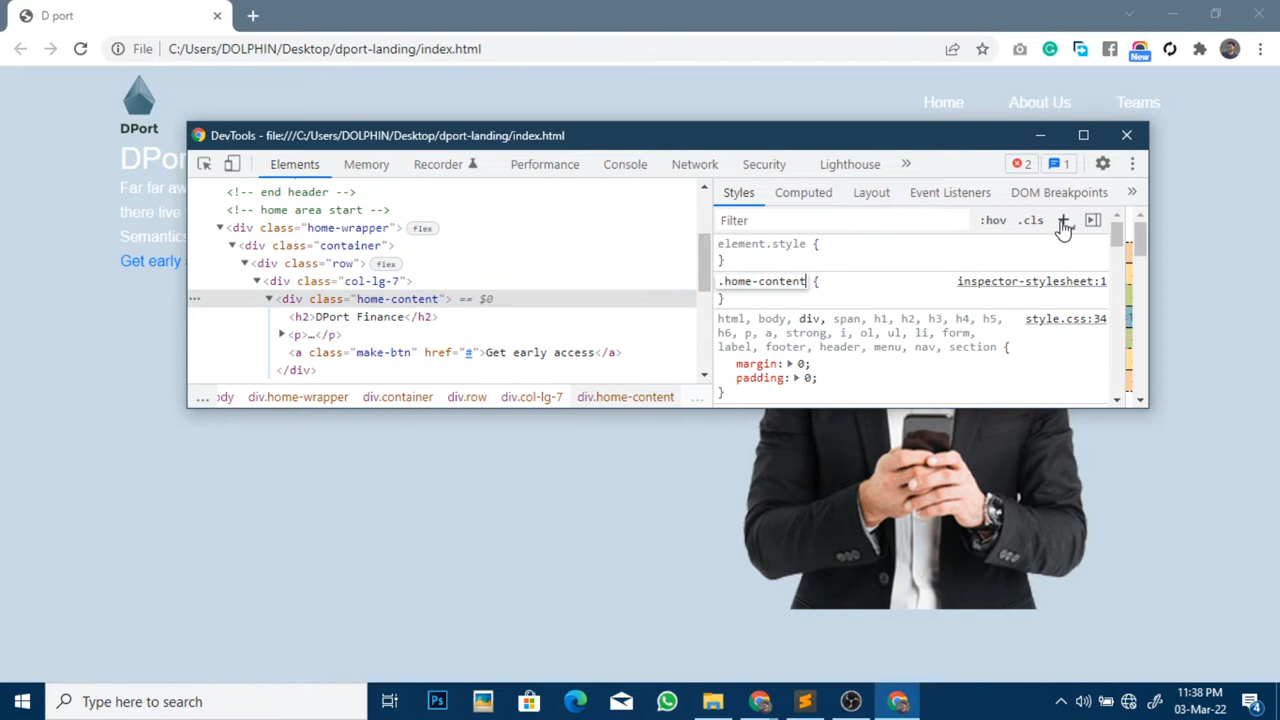 D port
File
C:/Users/DOLPHIN/Desktop/dport-landing/index.html
New
DPort
Home About Us Teams
DPor
Far far aw
there live
Semantics
Get early
DevTools - file:///C:/Users/DOLPHIN/Desktop/dport-landing/index.html
Elements Memory Recorder Performance Console Network Security Lighthouse » 2 1
<!-- end header -->
<!-- home area start -->
<div class="home-wrapper"> flex
<div class="container">
<div class="row"> flex
<div class="col-lg-7">
... <div class="home-content"> == $0
<h2>DPort Finance</h2>
<p>…</p>
<a class="make-btn" href="#">Get early access</a>
</div>
... ody div.home-wrapper div.container div.row div.col-lg-7 div.home-content ...
Styles Computed Layout Event Listeners DOM Breakpoints »
Filter :hov .cls +
element.style {
}
.home-content { inspector-stylesheet:1
}
html, body, div, span, h1, h2, h3, h4, h5, style.css:34
h6, p, a, strong, i, ol, ul, li, form,
label, footer, header, menu, nav, section {
margin: 0;
padding: 0;
}
Type here to search
Ps
11:38 PM
03-Mar-22
4